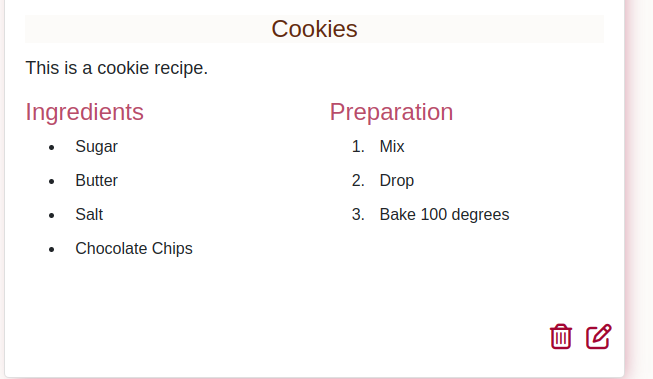 Cookies
This is a cookie recipe.
Ingredients
Sugar
Butter
Salt
Chocolate Chips
Preparation
1. Mix
2. Drop
3. Bake 100 degrees